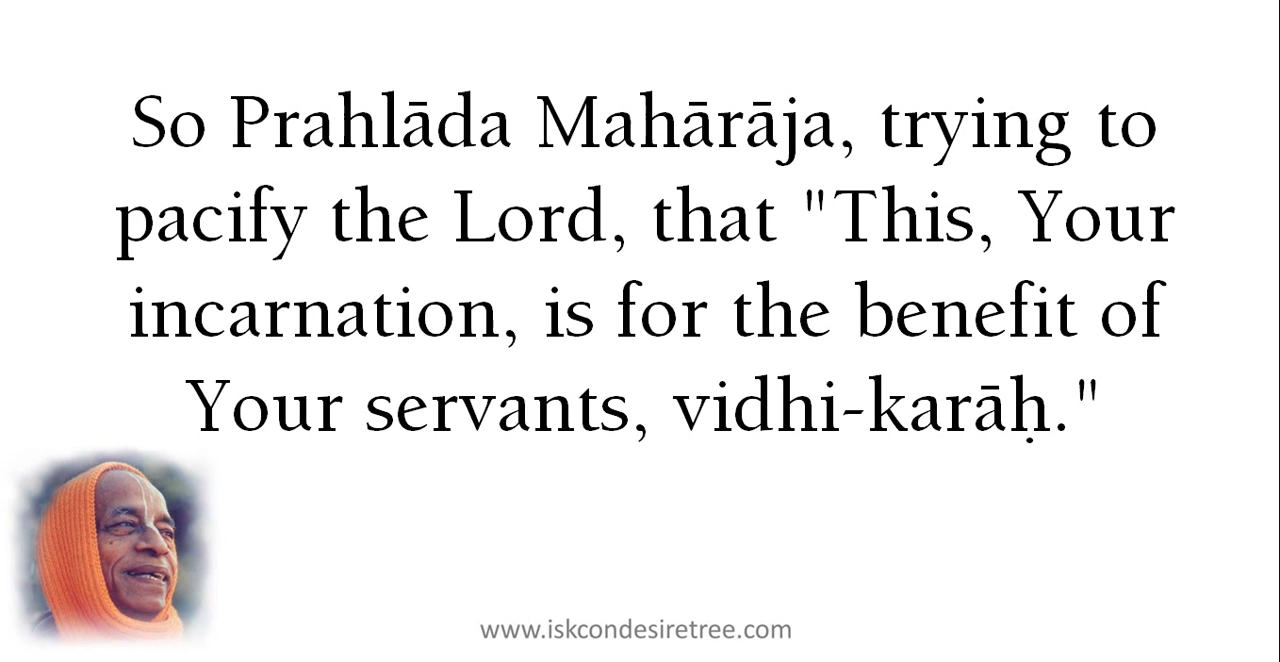 So Prahlāda Mahārāja, trying to
pacify the Lord, that "This, Your
incarnation, is for the benefit of
Your servants, vidhi-karāḥ."
www.iskcondesiretree.com